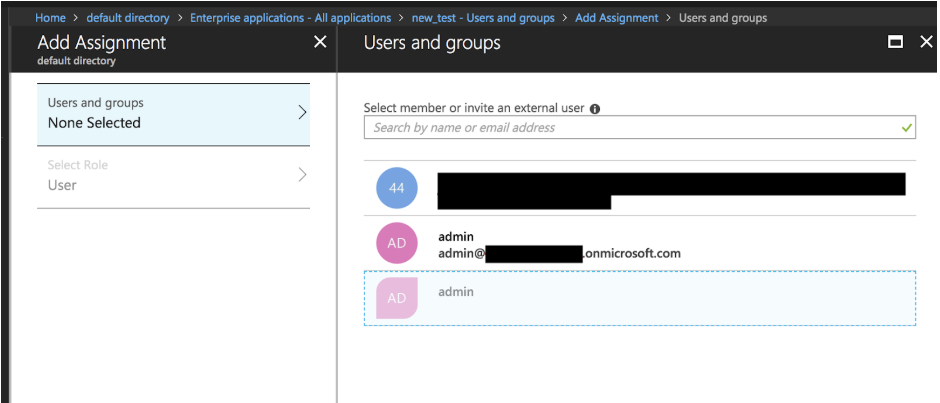 Home > default directory > Enterprise applications - All applications > new_test - Users and groups > Add Assignment > Users and groups
Add Assignment
default directory
Users and groups
None Selected
Select Role
User
Users and groups
Select member or invite an external user
Search by name or email address
44
AD
admin
admin@ .onmicrosoft.com
AD
admin